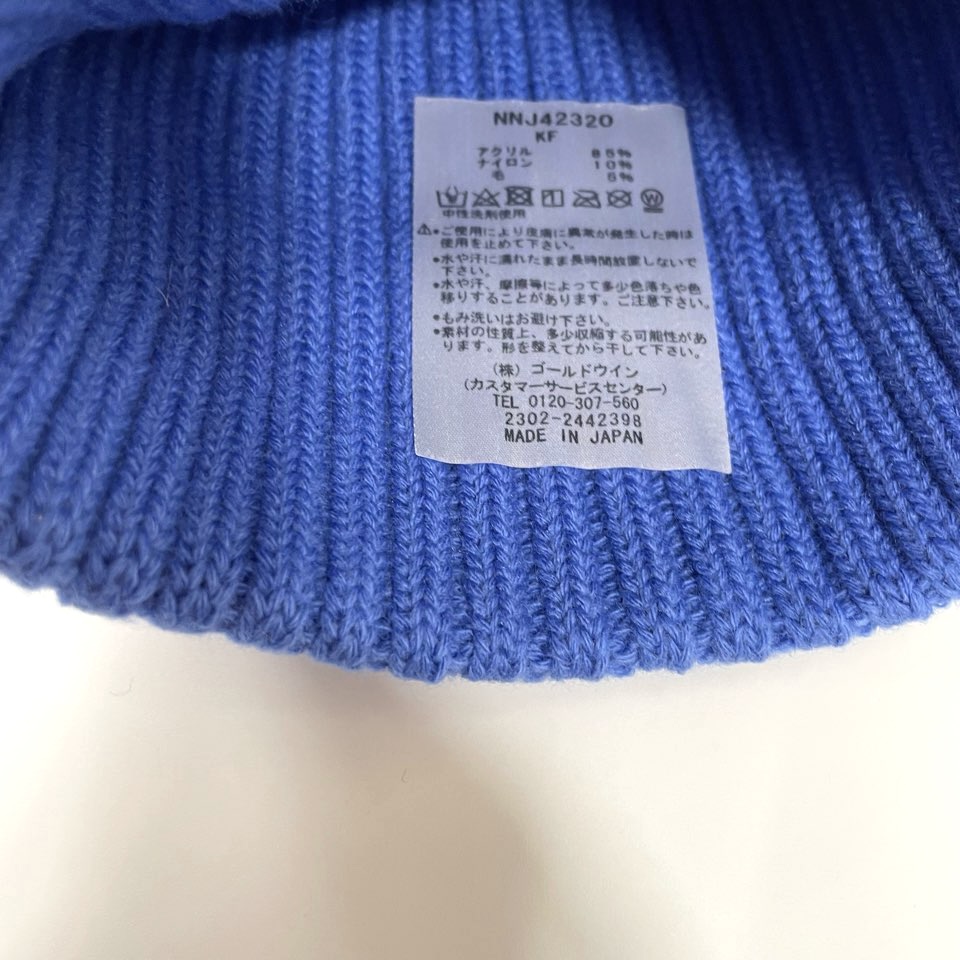 NNJ42320
KF
アクリル 85%
ナイロン 10%
毛 5%
中性洗剤使用
⚠•ご使用により皮膚に異常が発生した時は
使用を止めて下さい。
•水や汗に濡れたまま長時間放置しないで
下さい。
•水や汗、摩擦等によって多少色落ちや色
移りすることがあります。ご注意下さい。
•もみ洗いはお避け下さい。
•素材の性質上、多少収縮する可能性があ
ります。形を整えてから干して下さい。
(株) ゴールドウイン
(カスタマーサービスセンター)
TEL 0120-307-560
2302-2442398
MADE IN JAPAN